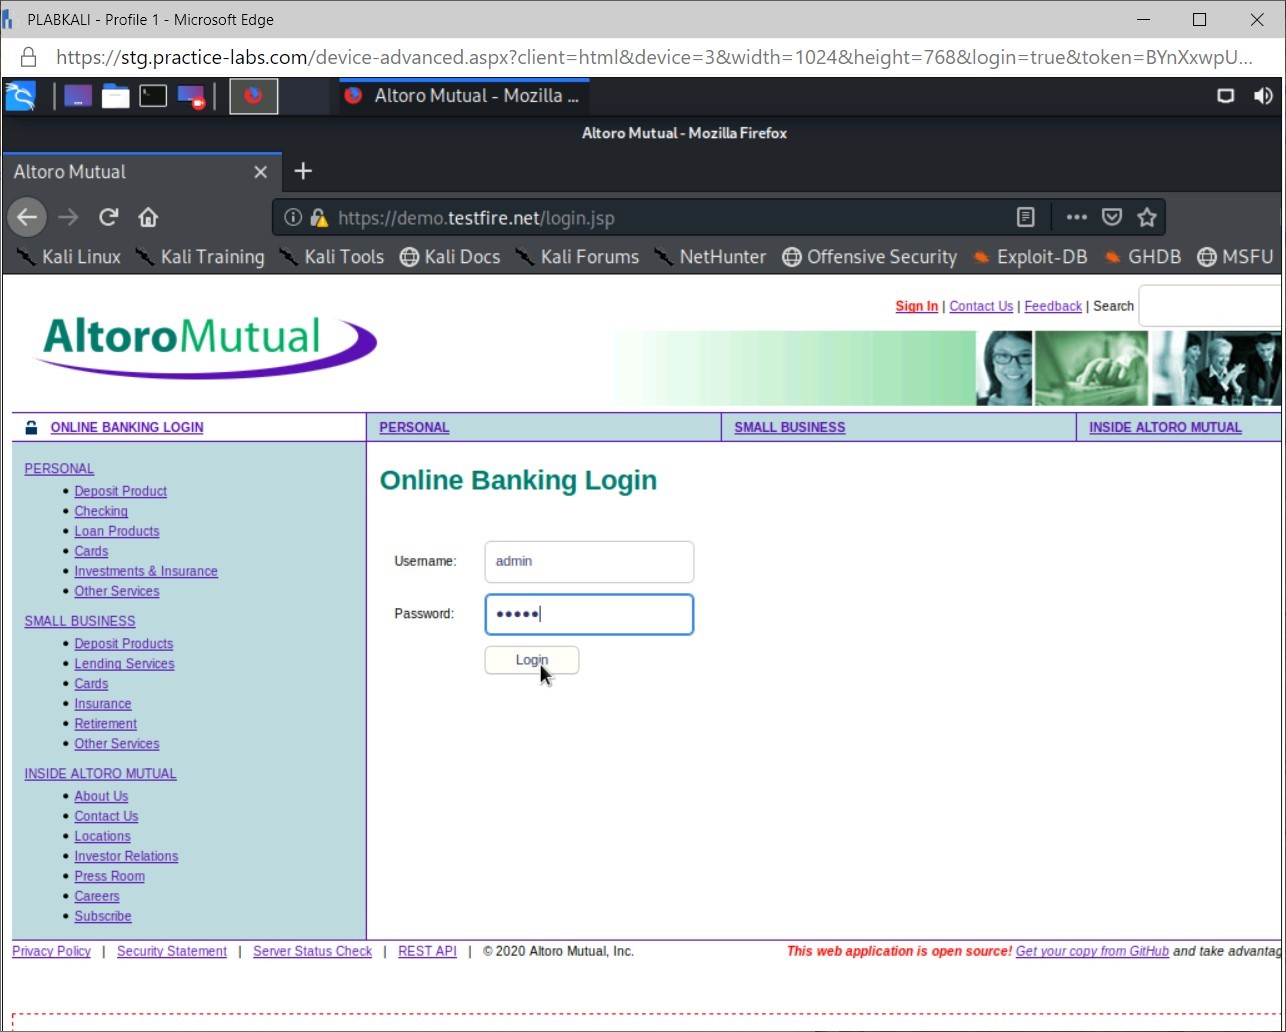 PLABKALI - Profile 1 - Microsoft Edge
https://stg.practice-labs.com/device-advanced.aspx?client=html&device=3&width=1024&height=768&login=true&token=BYnXxwpU...
Altoro Mutual - Mozilla ...
Altoro Mutual - Mozilla Firefox
Altoro Mutual
https://demo.testfire.net/login.jsp
Kali Linux Kali Training Kali Tools Kali Docs Kali Forums NetHunter Offensive Security Exploit-DB GHDB MSFU
Sign In | Contact Us | Feedback | Search
AltoroMutual
ONLINE BANKING LOGIN PERSONAL SMALL BUSINESS INSIDE ALTORO MUTUAL
PERSONAL
• Deposit Product
• Checking
• Loan Products
• Cards
• Investments & Insurance
• Other Services
SMALL BUSINESS
• Deposit Products
• Lending Services
• Cards
• Insurance
• Retirement
• Other Services
INSIDE ALTORO MUTUAL
• About Us
• Contact Us
• Locations
• Investor Relations
• Press Room
• Careers
• Subscribe
Online Banking Login
Username: admin
Password: •••••
Login
Privacy Policy | Security Statement | Server Status Check | REST API | © 2020 Altoro Mutual, Inc. This web application is open source! Get your copy from GitHub and take advantag